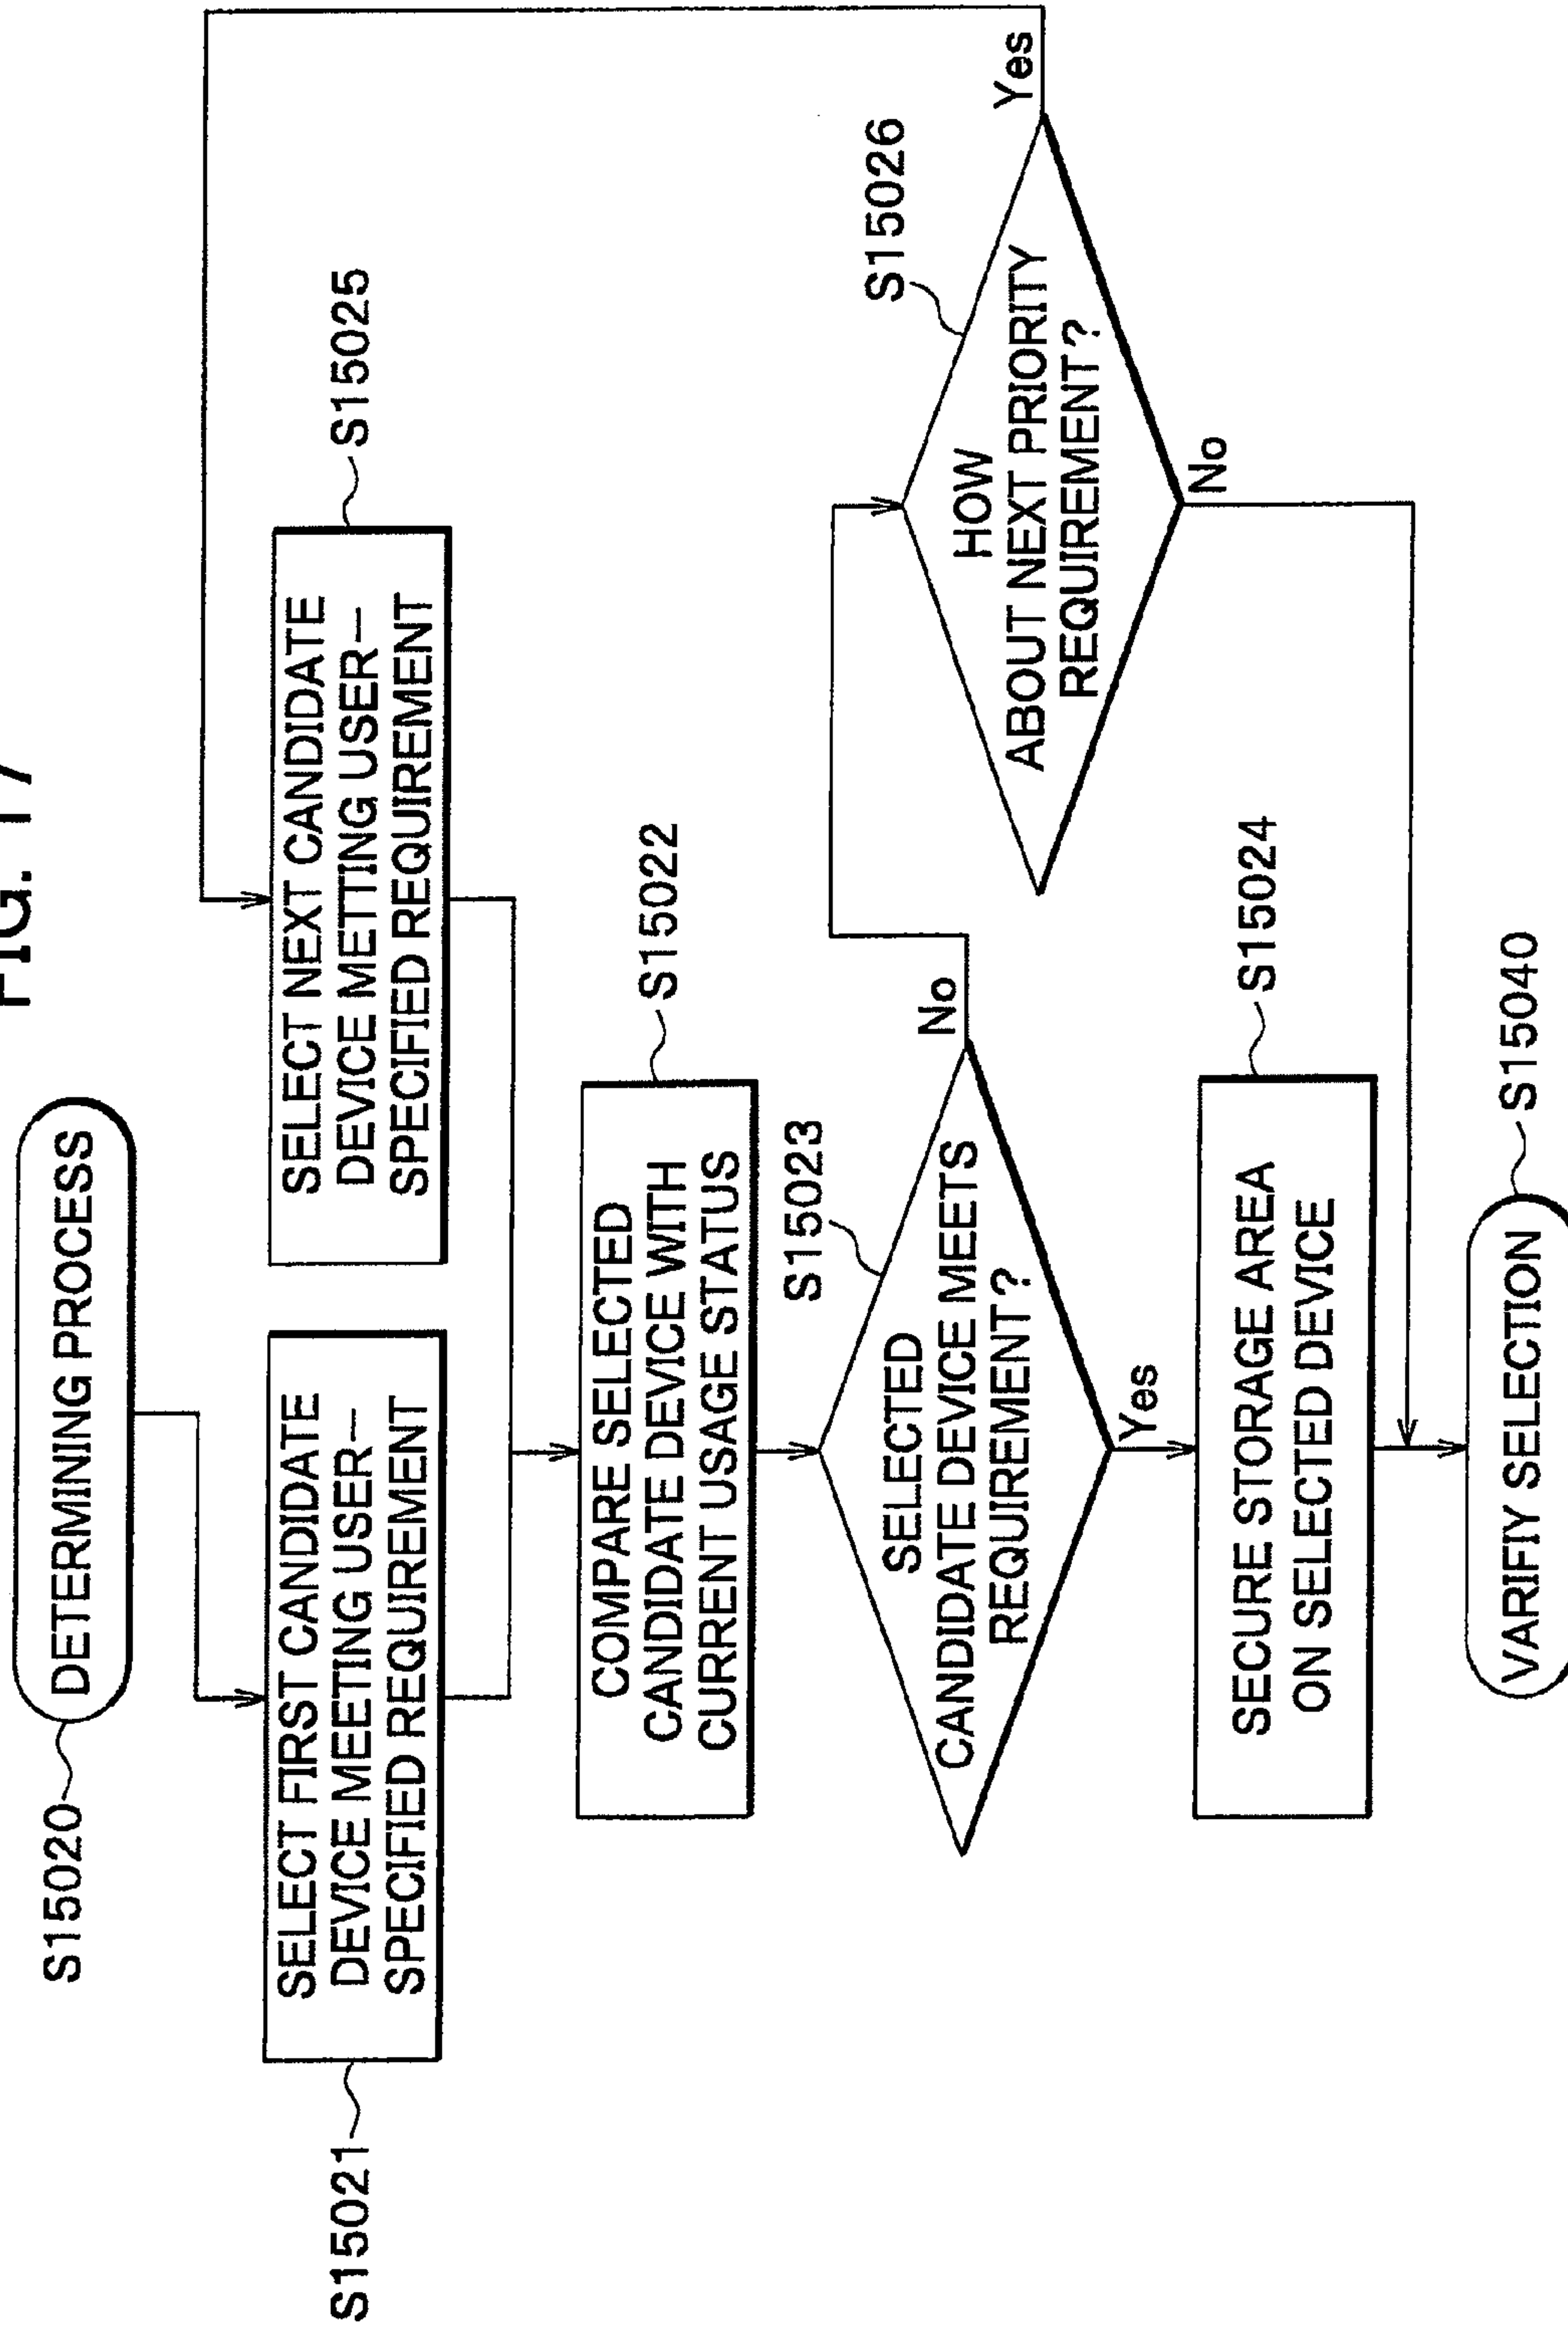 FIG. 17
S15020
DETERMINING PROCESS
S15021
SELECT FIRST CANDIDATE
DEVICE MEETING USER—
SPECIFIED REQUIREMENT
SELECT NEXT CANDIDATE
DEVICE METTING USER—
SPECIFIED REQUIREMENT
S15025
COMPARE SELECTED
CANDIDATE DEVICE WITH
CURRENT USAGE STATUS
S15022
S15023
SELECTED
CANDIDATE DEVICE MEETS
REQUIREMENT?
No
Yes
S15026
HOW
ABOUT NEXT PRIORITY
REQUIREMENT?
Yes
No
SECURE STORAGE AREA
ON SELECTED DEVICE
S15024
VARIFIY SELECTION
S15040